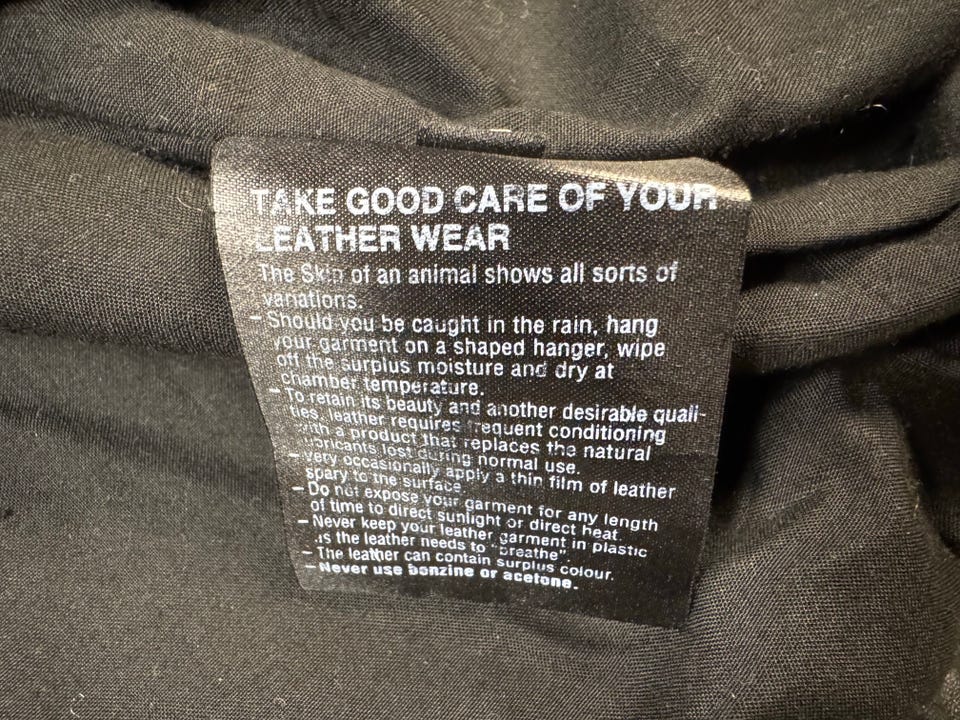 TAKE GOOD CARE OF YOUR
LEATHER WEAR
The Skin of an animal shows all sorts of
variations.
– Should you be caught in the rain, hang
your garment on a shaped hanger, wipe
off the surplus moisture and dry at
chamber temperature.
– To retain its beauty and another desirable quali-
ties, leather requires frequent conditioning
with a product that replaces the natural
lubricants lost during normal use.
– very occasionally apply a thin film of leather
spary to the surface.
– Do not expose your garment for any length
of time to direct sunlight or direct heat.
– Never keep your leather garment in plastic
as the leather needs to "breathe".
– The leather can contain surplus colour.
– Never use bonzine or acetone.